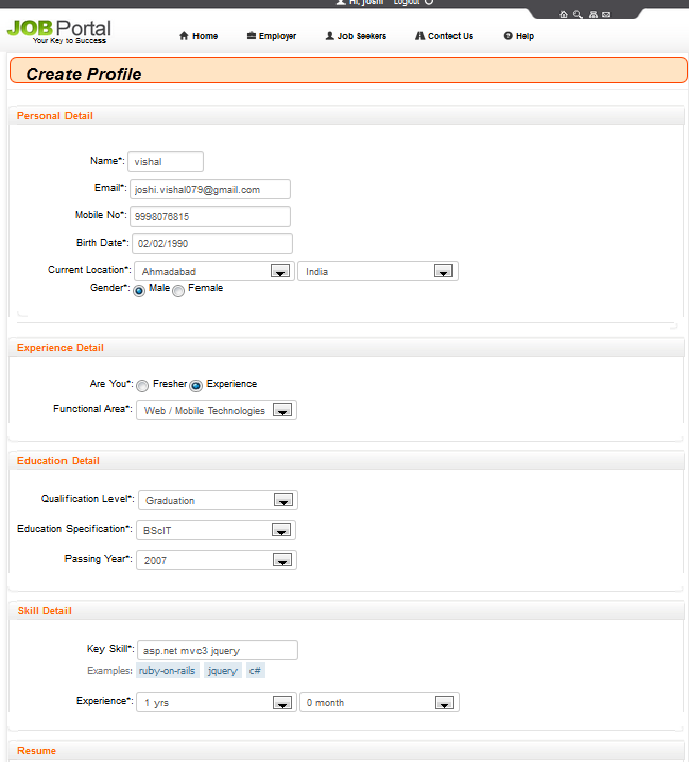 Hi, joshi Logout
JOB Portal
Your Key to Success
Home Employer Job Seekers Contect Us Help
Create Profile
Personal Detail
Name*: vishal
Email*: joshi.vishal079@gmail.com
Mobile No*: 9998076815
Birth Date*: 02/02/1990
Current Location*: Ahmadabad India
Gender*: Male Female
Experience Detail
Are You*: Fresher Experience
Functional Area*: Web / Mobile Technologies
Education Detail
Qualification Level*: Graduation
Education Specification*: BScIT
Passing Year*: 2007
Skill Detail
Key Skill*: asp.net mvc3 jquery
Examples: ruby-on-rails jquery c#
Experience*: 1 yrs 0 month
Resume